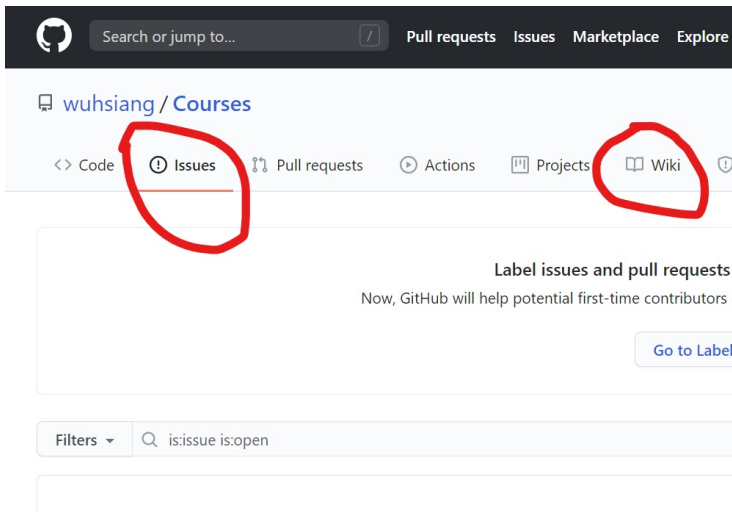 Search or jump to... / Pull requests Issues Marketplace Explore
wuhsiang / Courses
<> Code Issues Pull requests Actions Projects Wiki
Label issues and pull requests
Now, GitHub will help potential first-time contributors
Go to Label
Filters is:issue is:open